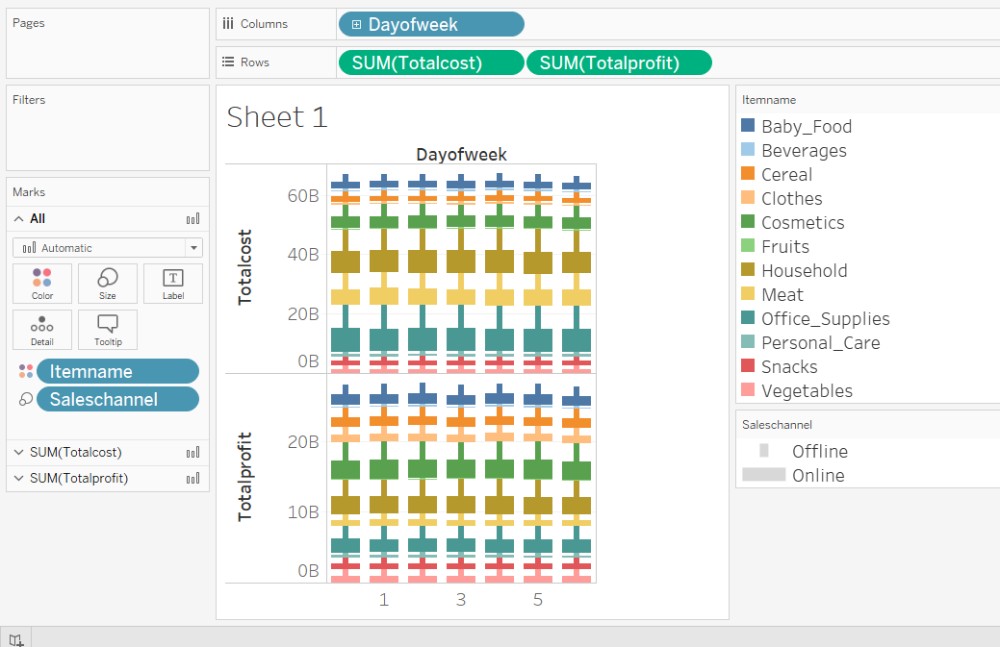 Pages
Columns
Dayofweek
Rows
SUM(Totalcost)
SUM(Totalprofit)
Filters
Marks
All
Automatic
Color
Size
Label
Detail
Tooltip
Itemname
Saleschannel
SUM(Totalcost)
SUM(Totalprofit)
Sheet 1
Dayofweek
Totalcost
60B
40B
20B
0B
Totalprofit
20B
10B
0B
1 3 5
Itemname
Baby_Food
Beverages
Cereal
Clothes
Cosmetics
Fruits
Household
Meat
Office_Supplies
Personal_Care
Snacks
Vegetables
Saleschannel
Offline
Online